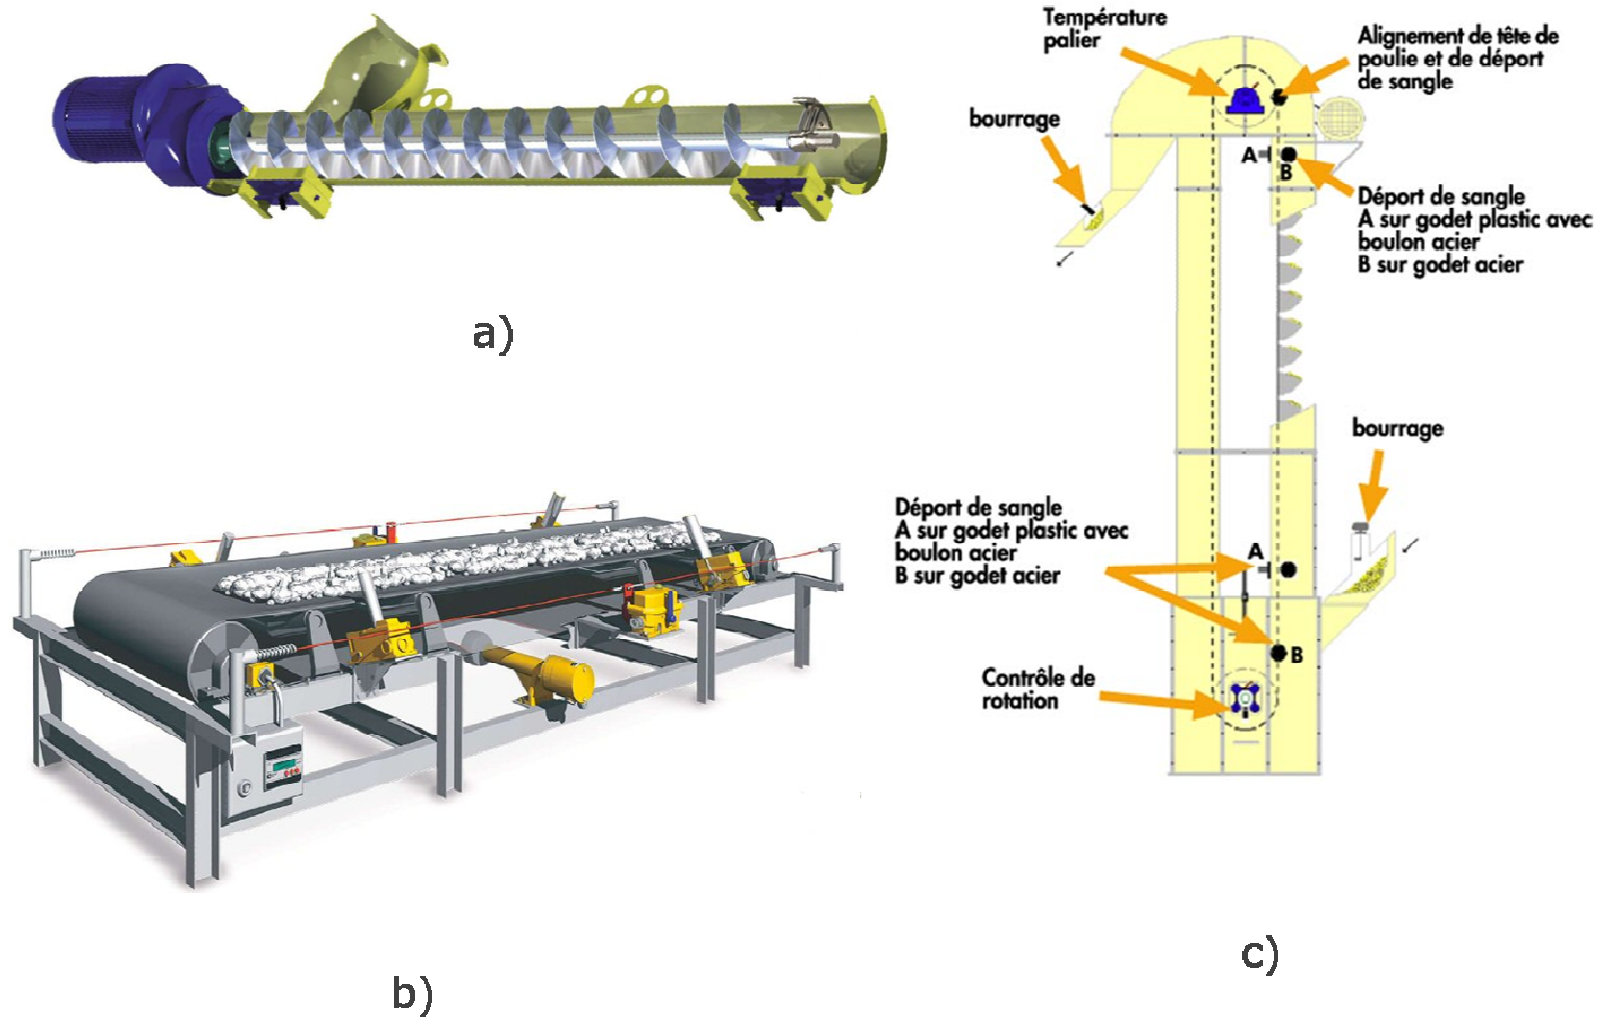 Température
palier
Alignement de tête de
poulie et de déport
de sangle
bourrage
A
B
Déport de sangle
A sur godet plastic avec
boulon acier
B sur godet acier
a)
bourrage
Déport de sangle
A sur godet plastic avec
boulon acier
B sur godet acier
A
B
Contrôle de
rotation
b)
c)